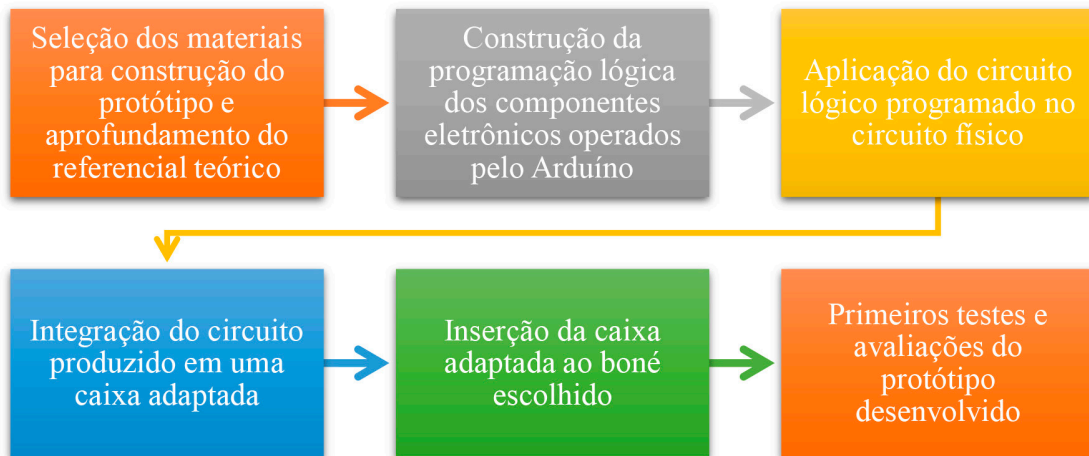 Seleção dos materiais
para construção do
protótipo e
aprofundamento do
referencial teórico
Construção da
programação lógica
dos componentes
eletrônicos operados
pelo Arduíno
Aplicação do circuito
lógico programado no
circuito físico
Integração do circuito
produzido em uma
caixa adaptada
Inserção da caixa
adaptada ao boné
escolhido
Primeiros testes e
avaliações do
protótipo
desenvolvido